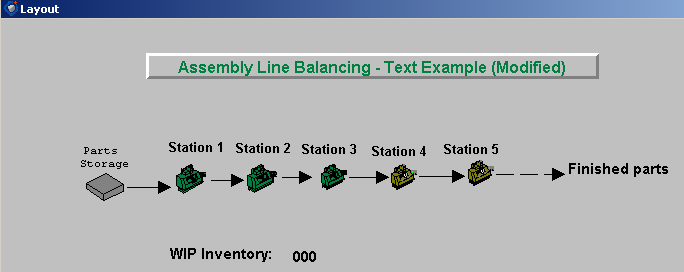 Layout
Assembly Line Balancing - Text Example (Modified)
Parts
Storage
Station 1
Station 2
Station 3
Station 4
Station 5
Finished parts
WIP Inventory: 000